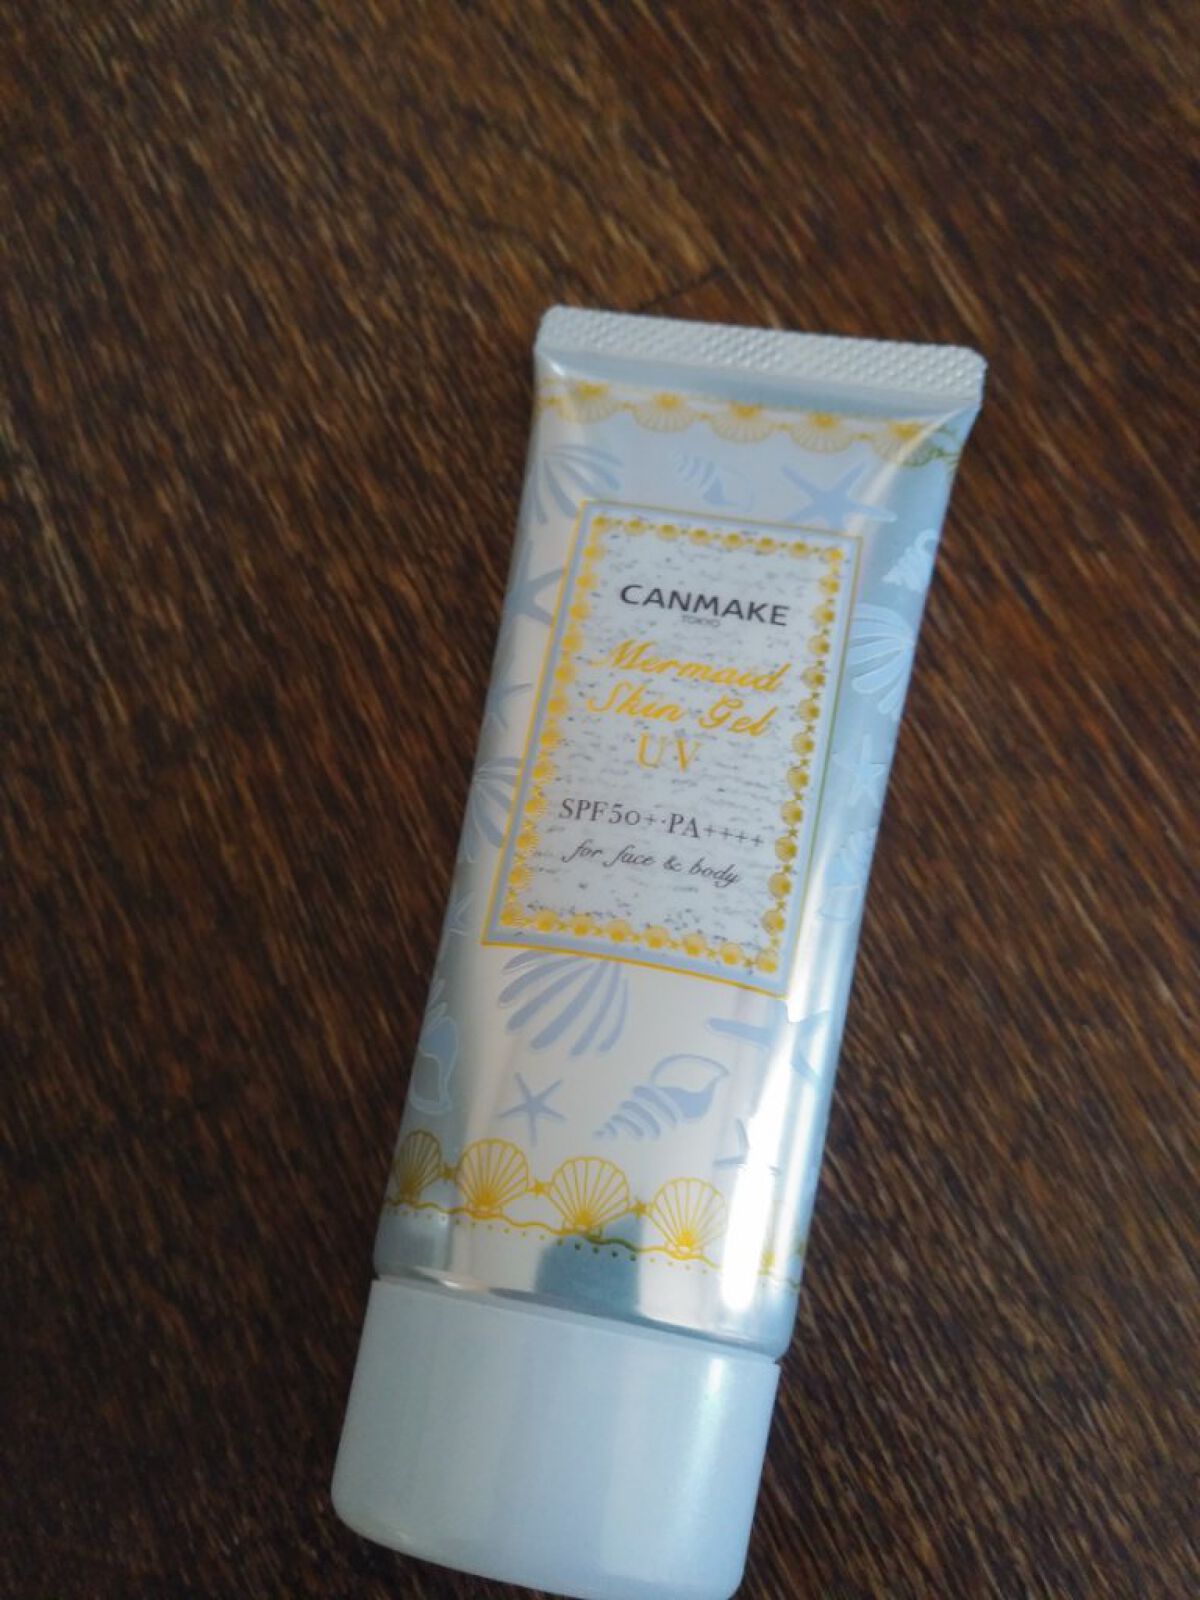 CANMAKE
TOKYO
Mermaid
Skin Gel
UV
SPF50+·PA++++
for face & body